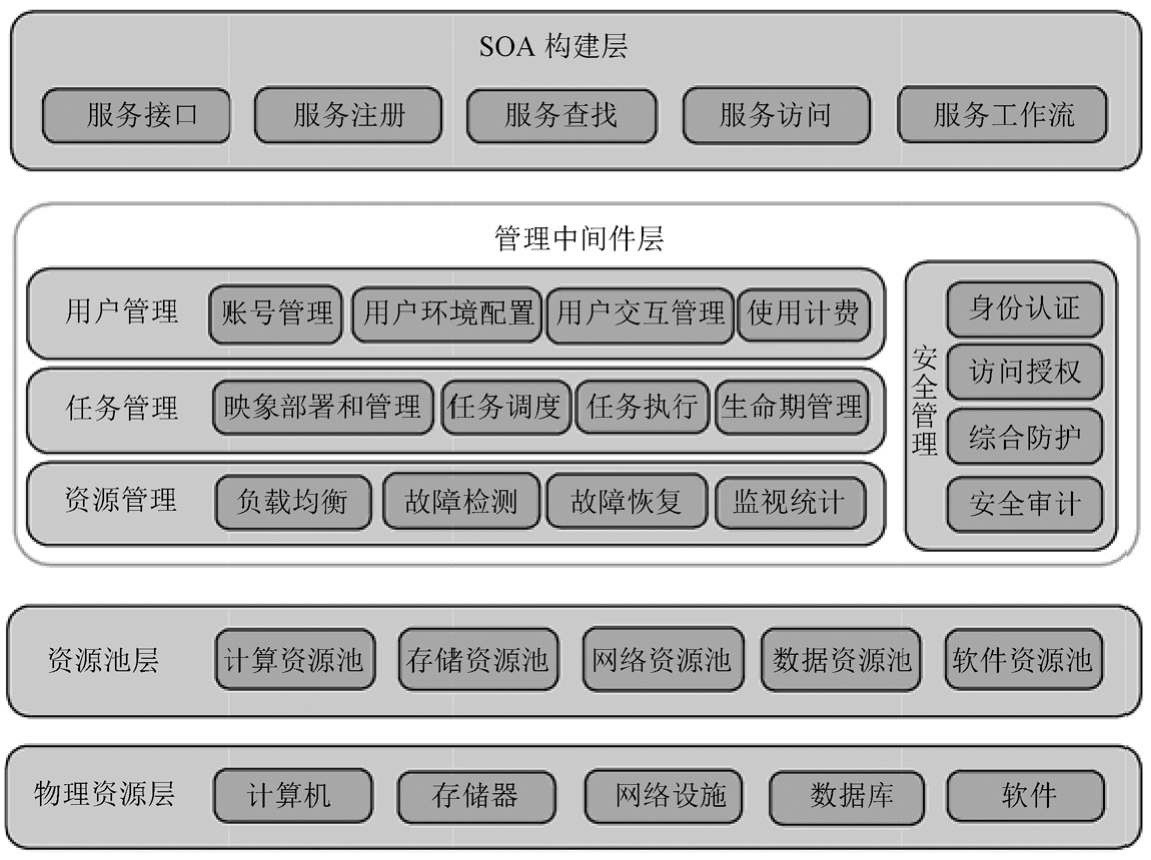 SOA 构建层
服务接口 服务注册 服务查找 服务访问 服务工作流
管理中间件层
用户管理 账号管理 用户环境配置 用户交互管理 使用计费
任务管理 映象部署和管理 任务调度 任务执行 生命期管理
资源管理 负载均衡 故障检测 故障恢复 监视统计
安全管理
身份认证
访问授权
综合防护
安全审计
资源池层 计算资源池 存储资源池 网络资源池 数据资源池 软件资源池
物理资源层 计算机 存储器 网络设施 数据库 软件